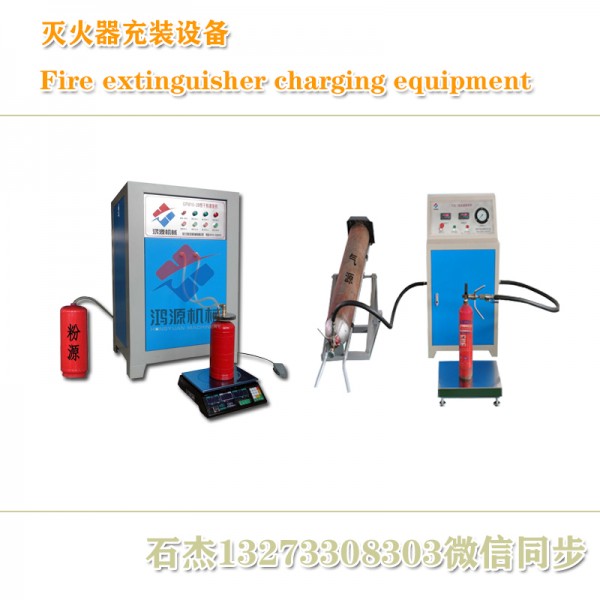 灭火器充装设备
Fire extinguisher charging equipment
鸿源机械
鸿源机械
粉源
气源
石杰13273308303微信同步